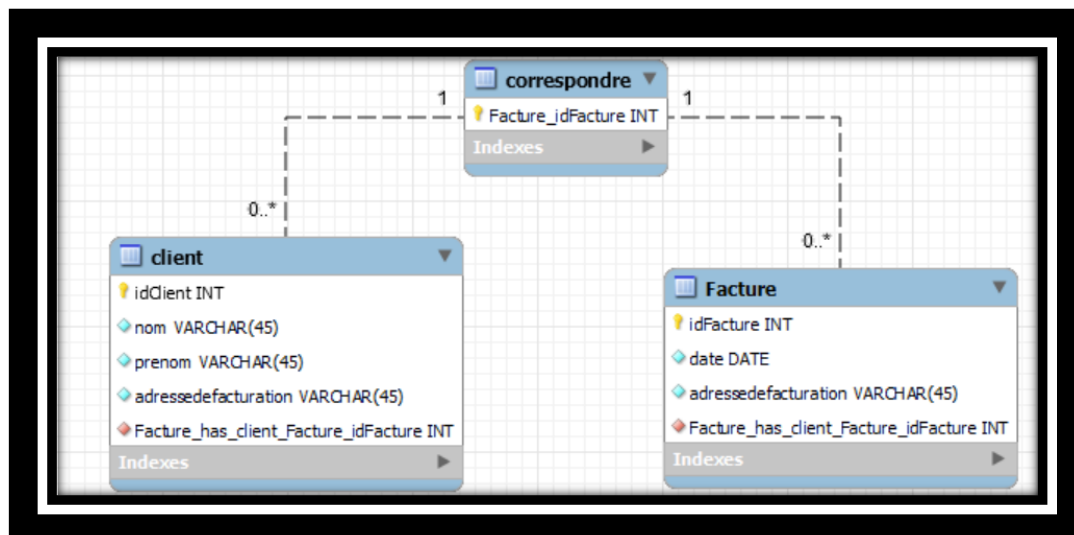 correspondre
1
1
Facture_idFacture INT
Indexes
0..*
0..*
client
idClient INT
nom VARCHAR(45)
prenom VARCHAR(45)
adressedefacturation VARCHAR(45)
Facture_has_client_Facture_idFacture INT
Indexes
Facture
idFacture INT
date DATE
adressedefacturation VARCHAR(45)
Facture_has_client_Facture_idFacture INT
Indexes